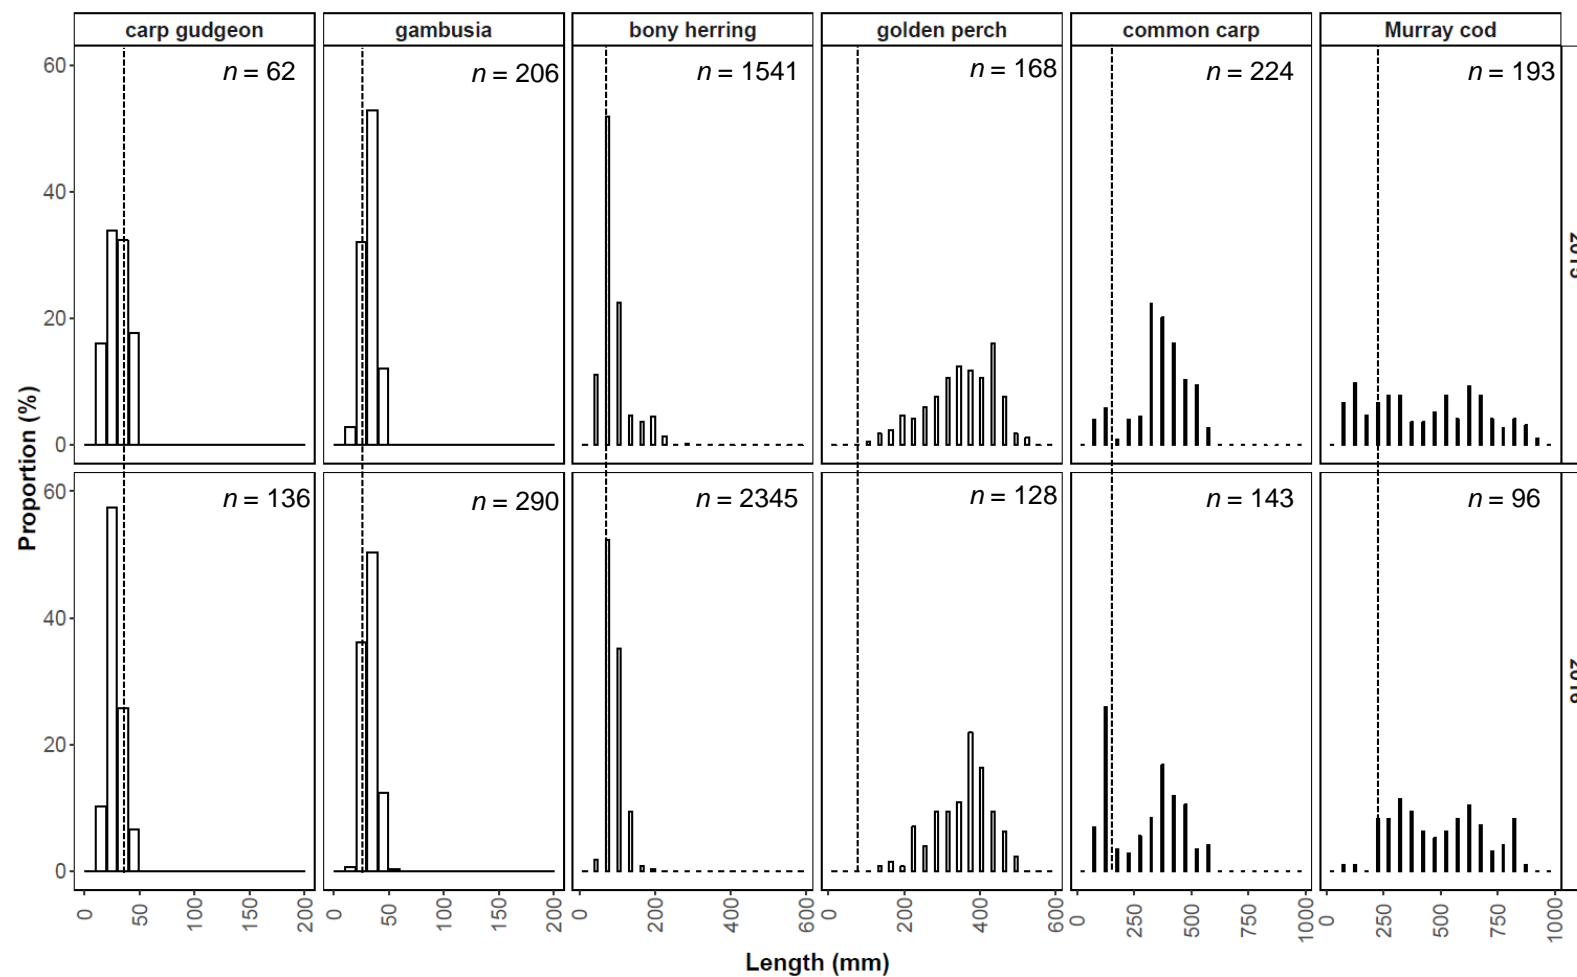 carp gudgeon gambusia bony herring golden perch common carp Murray cod
n = 62 n = 206 n = 1541 n = 168 n = 224 n = 193
60
40
20
0
n = 136 n = 290 n = 2345 n = 128 n = 143 n = 96
60
40
20
0
Proportion (%)
0 50 100 150 200 0 50 100 150 200 0 200 400 600 0 200 400 600 0 250 500 750 1000 0 250 500 750 1000
Length (mm)